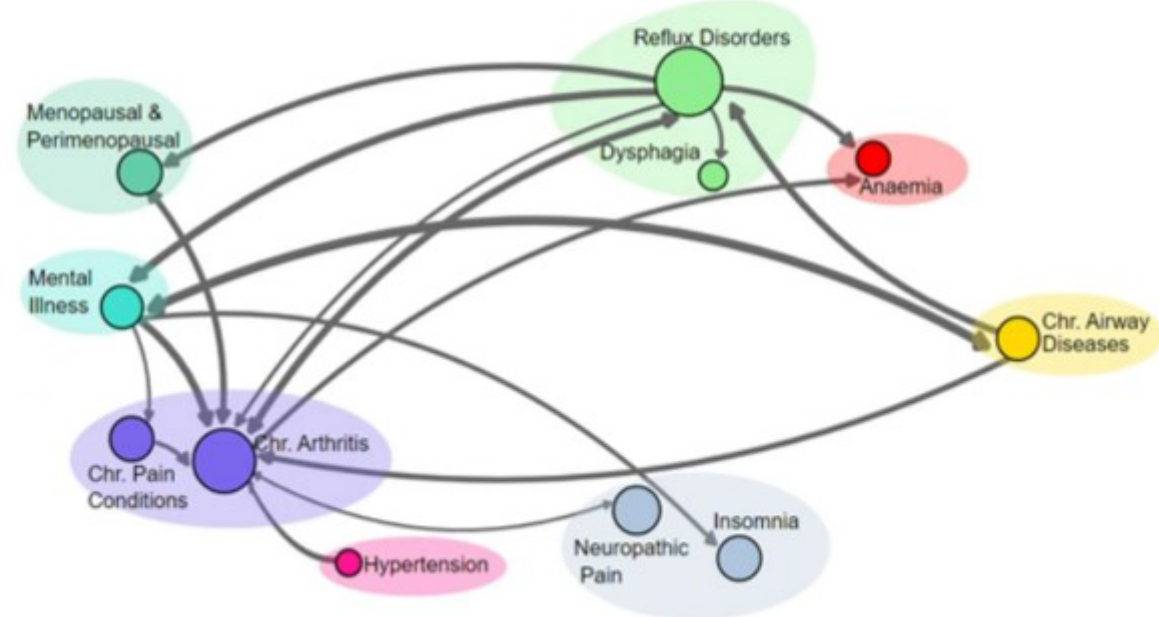 Reflux Disorders
Menopausal &
Perimenopausal
Dysphagia
Anaemia
Mental
Illness
Chr. Airway
Diseases
Chr. Arthritis
Chr. Pain
Conditions
Insomnia
Neuropathic
Pain
Hypertension